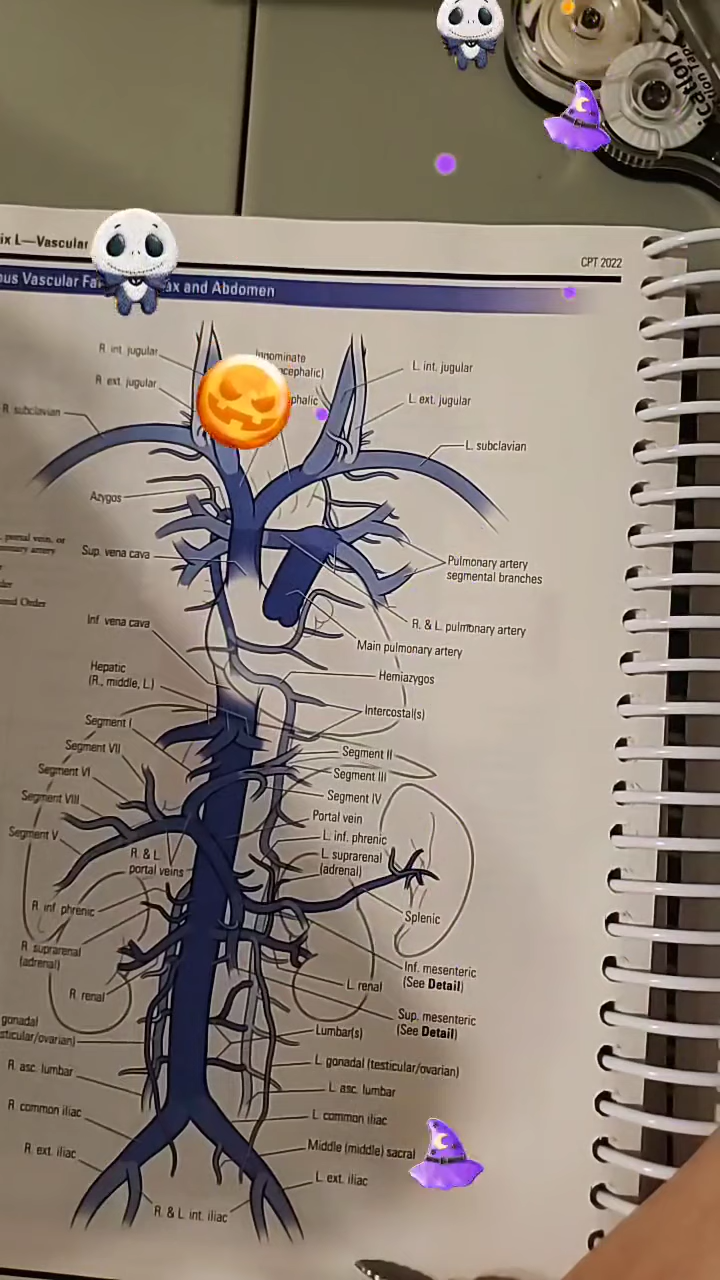 ix L—Vascular
CPT 2022
ax and Abdomen
R. int. jugular
R. ext. jugular
R. subclavian
L. int. jugular
L. ext. jugular
L. subclavian
Azygos
Sup. vena cava
portal vein, or
Pulmonary artery
segmental branches
Inf. vena cava
R. & L. pulmonary artery
Main pulmonary artery
Hepatic
(R., middle, L.)
Hemiazygos
Intercostal(s)
Segment I
Segment VII
Segment VI
Segment VIII
Segment V
Segment II
Segment III
Segment IV
Portal vein
L. inf. phrenic
L. suprarenal
(adrenal)
R. & L.
portal veins
Splenic
R. inf. phrenic
R. suprarenal
(adrenal)
Inf. mesenteric
(See Detail)
R. renal
L. renal
Sup. mesenteric
(See Detail)
gonadal
sticular/ovarian)
Lumbar(s)
R. asc. lumbar
L. gonadal (testicular/ovarian)
L. asc. lumbar
R. common iliac
L. common iliac
R. ext. iliac
Middle (middle) sacral
L. ext. iliac
R. & L. int. iliac